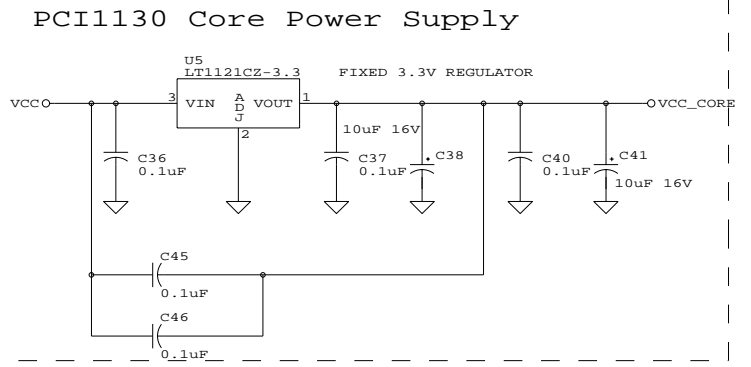 PCI1130 Core Power Supply
U5
LT1121CZ-3.3 FIXED 3.3V REGULATOR
VCC 3 VIN ADJ VOUT 1 VCC_CORE
2
10uF 16V
C36 C37 C38 C40 C41
0.1uF 0.1uF 0.1uF
10uF 16V
C45
0.1uF
C46
0.1uF